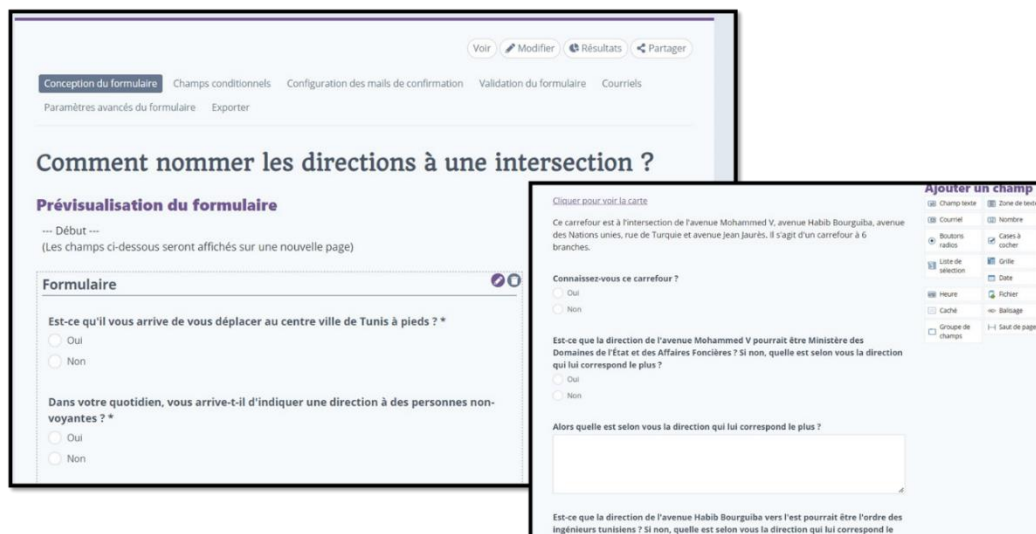 Voir Modifier Résultats Partager
Conception du formulaire Champs conditionnels Configuration des mails de confirmation Validation du formulaire Courriels
Paramètres avancés du formulaire Exporter
Comment nommer les directions à une intersection ?
Prévisualisation du formulaire
--- Début ---
(Les champs ci-dessous seront affichés sur une nouvelle page)
Formulaire
Est-ce qu'il vous arrive de vous déplacer au centre ville de Tunis à pieds ? *
Oui
Non
Dans votre quotidien, vous arrive-t-il d'indiquer une direction à des personnes non-
voyantes ? *
Oui
Non
Cliquer pour voir la carte
Ce carrefour est à l'intersection de l'avenue Mohammed V, avenue Habib Bourguiba, avenue
des Nations unies, rue de Turquie et avenue Jean Jaurès. Il s'agit d'un carrefour à 6
branches.
Connaissez-vous ce carrefour ?
Oui
Non
Est-ce que la direction de l'avenue Mohammed V pourrait être Ministère des
Domaines de l'État et des Affaires Foncières ? Si non, quelle est selon vous la direction
qui lui correspond le plus ?
Oui
Non
Alors quelle est selon vous la direction qui lui correspond le plus ?
Est-ce que la direction de l'avenue Habib Bourguiba vers l'est pourrait être l'ordre des
ingénieurs tunisiens ? Si non, quelle est selon vous la direction qui lui correspond le
Ajouter un champ
Champ texte Zone de texte
Courriel Nombre
Boutons radios Cases à cocher
Liste de sélection Grille
Date
Heure Fichier
Caché Balisage
Groupe de champs Saut de page